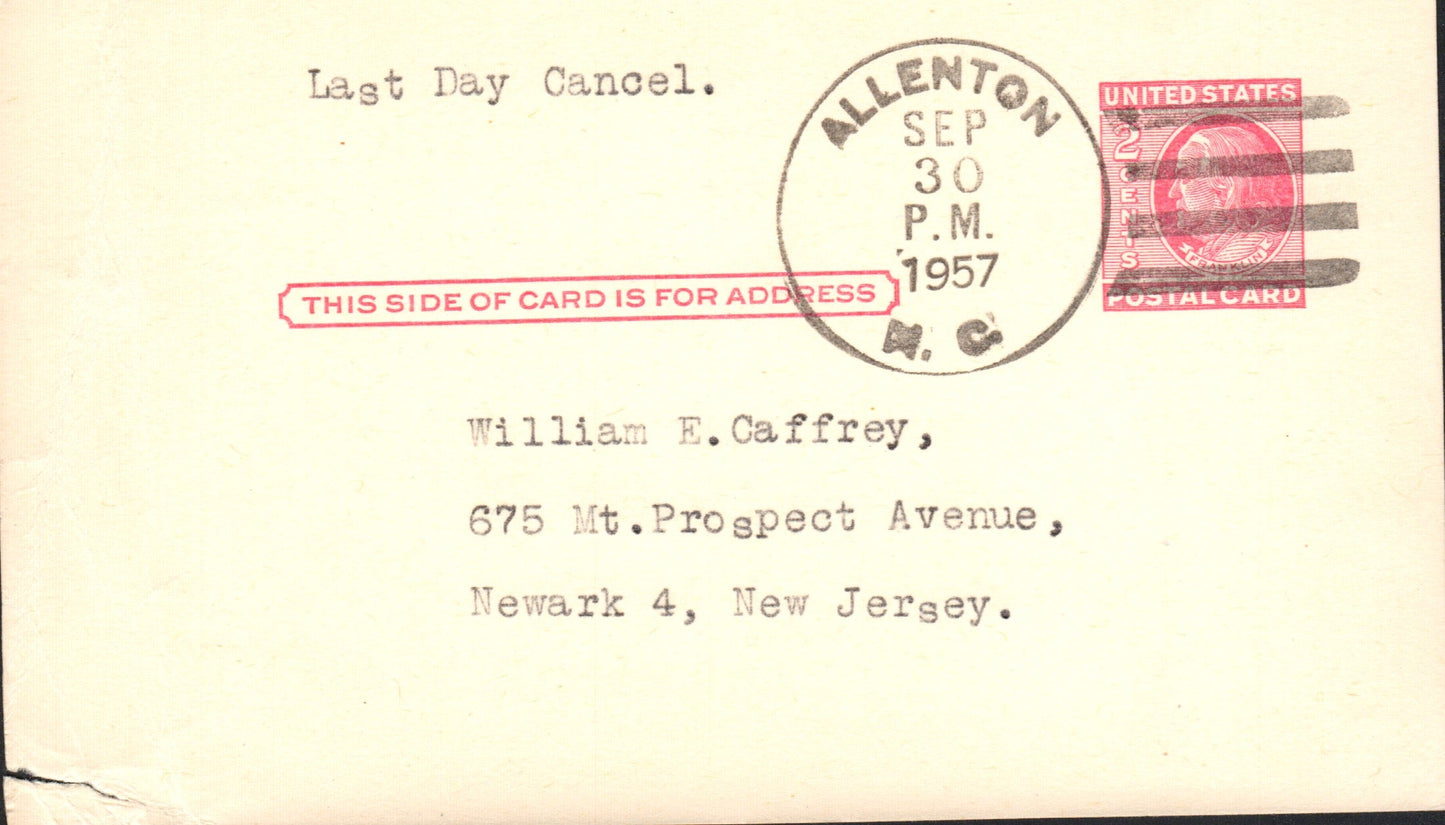 Last Day Cancel.
ALLENTON
SEP
30
P.M.
1957
N. C.
UNITED STATES
2 CENTS
FRANKLIN
POSTAL CARD
THIS SIDE OF CARD IS FOR ADDRESS
William E.Caffrey,
675 Mt.Prospect Avenue,
Newark 4, New Jersey.